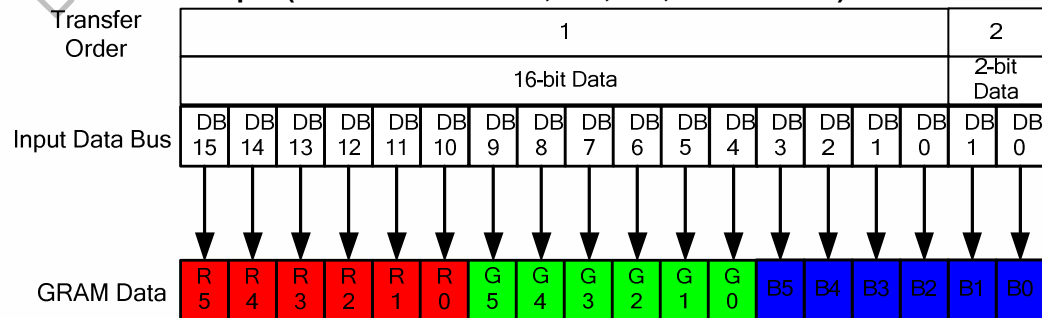 Transfer Order 1 2
16-bit Data 2-bit Data
Input Data Bus DB 15 DB 14 DB 13 DB 12 DB 11 DB 10 DB 9 DB 8 DB 7 DB 6 DB 5 DB 4 DB 3 DB 2 DB 1 DB 0 DB 1 DB 0
GRAM Data R 5 R 4 R 3 R 2 R 1 R 0 G 5 G 4 G 3 G 2 G 1 G 0 B5 B4 B3 B2 B1 B0